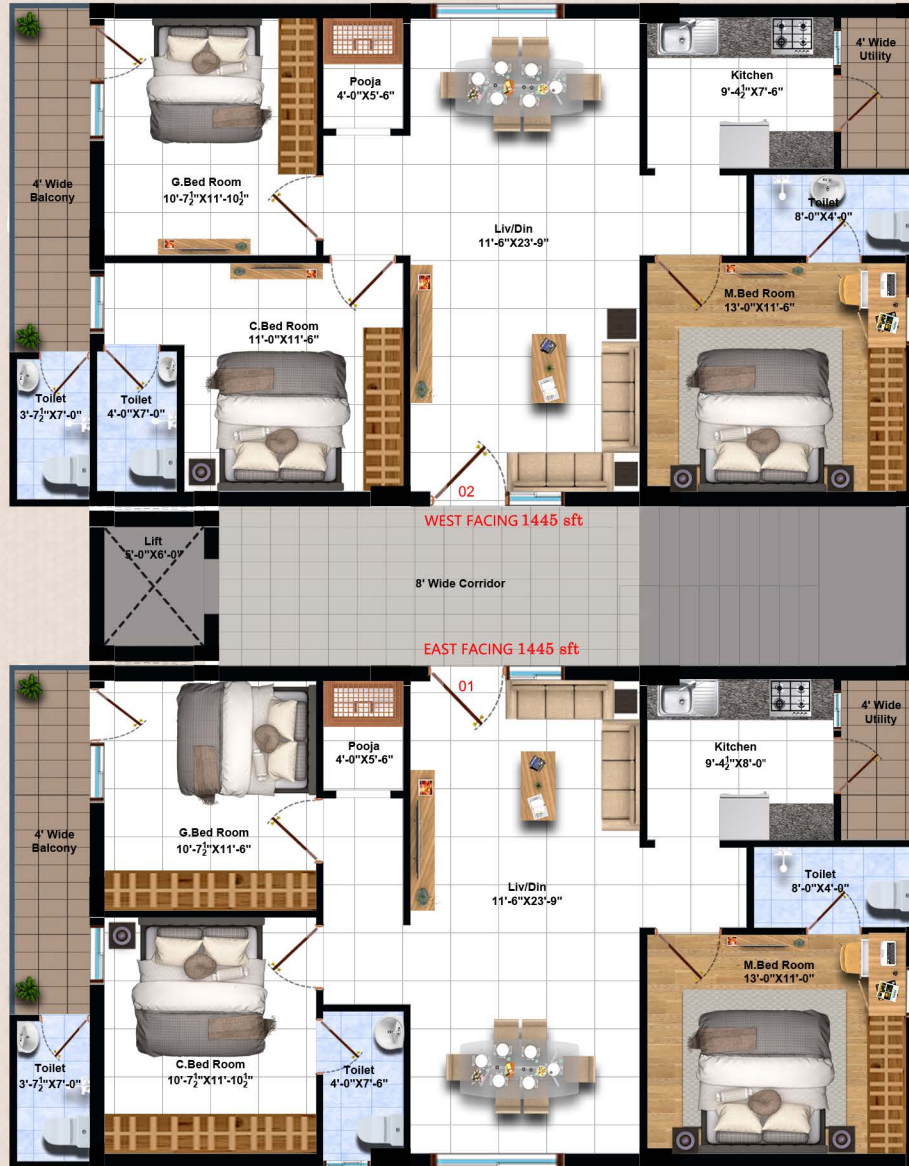 4' Wide
Utility
Pooja
4'-0"X5'-6"
Kitchen
9'-4½"X7'-6"
4' Wide
Balcony
G.Bed Room
10'-7½"X11'-10½"
Liv/Din
11'-6"X23'-9"
Toilet
8'-0"X4'-0"
C.Bed Room
11'-0"X11'-6"
M.Bed Room
13'-0"X11'-6"
Toilet
3'-7½"X7'-0"
Toilet
4'-0"X7'-0"
02
WEST FACING 1445 sft
Lift
5'-0"X6'-0"
8' Wide Corridor
EAST FACING 1445 sft
01
4' Wide
Utility
Pooja
4'-0"X5'-6"
Kitchen
9'-4½"X8'-0"
4' Wide
Balcony
G.Bed Room
10'-7½"X11'-6"
Liv/Din
11'-6"X23'-9"
Toilet
8'-0"X4'-0"
M.Bed Room
13'-0"X11'-0"
C.Bed Room
10'-7½"X11'-10½"
Toilet
3'-7½"X7'-0"
Toilet
4'-0"X7'-6"